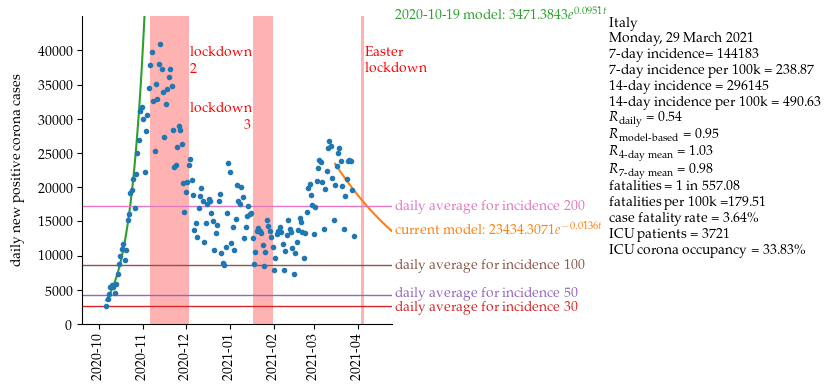 2020-10-19 model: 3471.3843e^0.0951t
Italy
Monday, 29 March 2021
7-day incidence= 144183
7-day incidence per 100k = 238.87
14-day incidence = 296145
14-day incidence per 100k = 490.63
R_daily = 0.54
R_model-based = 0.95
R_4-day mean = 1.03
R_7-day mean = 0.98
fatalities = 1 in 557.08
fatalities per 100k =179.51
case fatality rate = 3.64%
ICU patients = 3721
ICU corona occupancy = 33.83%
lockdown
2
lockdown
3
Easter
lockdown
daily average for incidence 200
current model: 23434.3071e^−0.0136t
daily average for incidence 100
daily average for incidence 50
daily average for incidence 30
daily new positive corona cases
40000
35000
30000
25000
20000
15000
10000
5000
0
2020-10
2020-11
2020-12
2021-01
2021-02
2021-03
2021-04